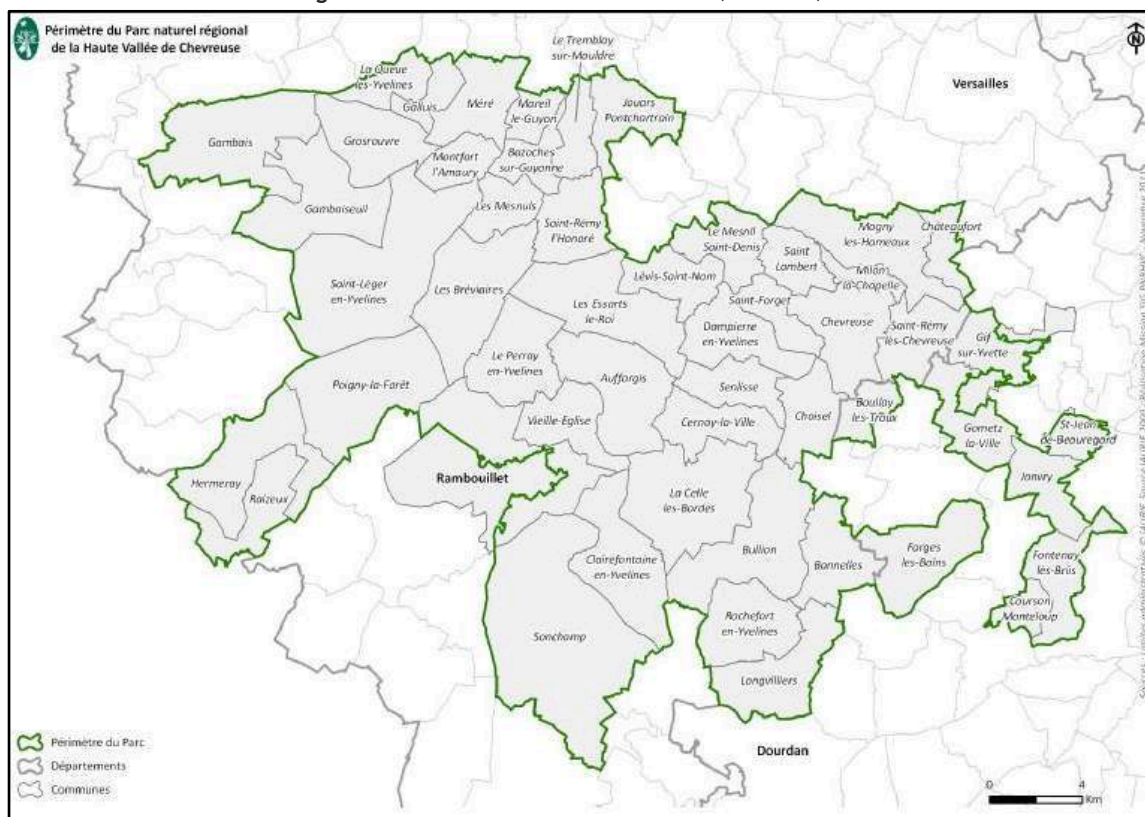 Périmètre du Parc naturel régional
de la Haute Vallée de Chevreuse
N
Le Tremblay
sur-Mauldre
La Queue
les-Yvelines
Versailles
Galluis
Méré
Mareil
le-Guyon
Jouars
Pontchartrain
Gambais
Grosrouvre
Montfort
l'Amaury
Bazoches
sur-Guyonne
Gambaiseuil
Les Mesnuls
Saint-Rémy
l'Honoré
Le Mesnil
Saint-Denis
Saint
Lambert
Magny
les-Hameaux
Châteaufort
Milon
la-Chapelle
Saint-Léger
en-Yvelines
Les Bréviaires
Lévis-Saint-Nom
Les Essarts
le-Roi
Saint-Forget
Dampierre
en-Yvelines
Chevreuse
Saint-Rémy
lès-Chevreuse
Gif
sur-Yvette
Le Perray
en-Yvelines
Poigny-la-Forêt
Auffargis
Senlisse
Choisel
Boullay
les-Troux
Vieille-Eglise
Cernay-la-Ville
Gometz
la-Ville
St-Jean
de-Beauregard
Hermeray
Raizeux
Rambouillet
La Celle
les-Bordes
Janvry
Clairefontaine
en-Yvelines
Bullion
Bonnelles
Forges
les-Bains
Fontenay
lès-Briis
Courson
Monteloup
Sonchamp
Rochefort
en-Yvelines
Longvilliers
Dourdan
Périmètre du Parc
Départements
Communes
0 4
Km